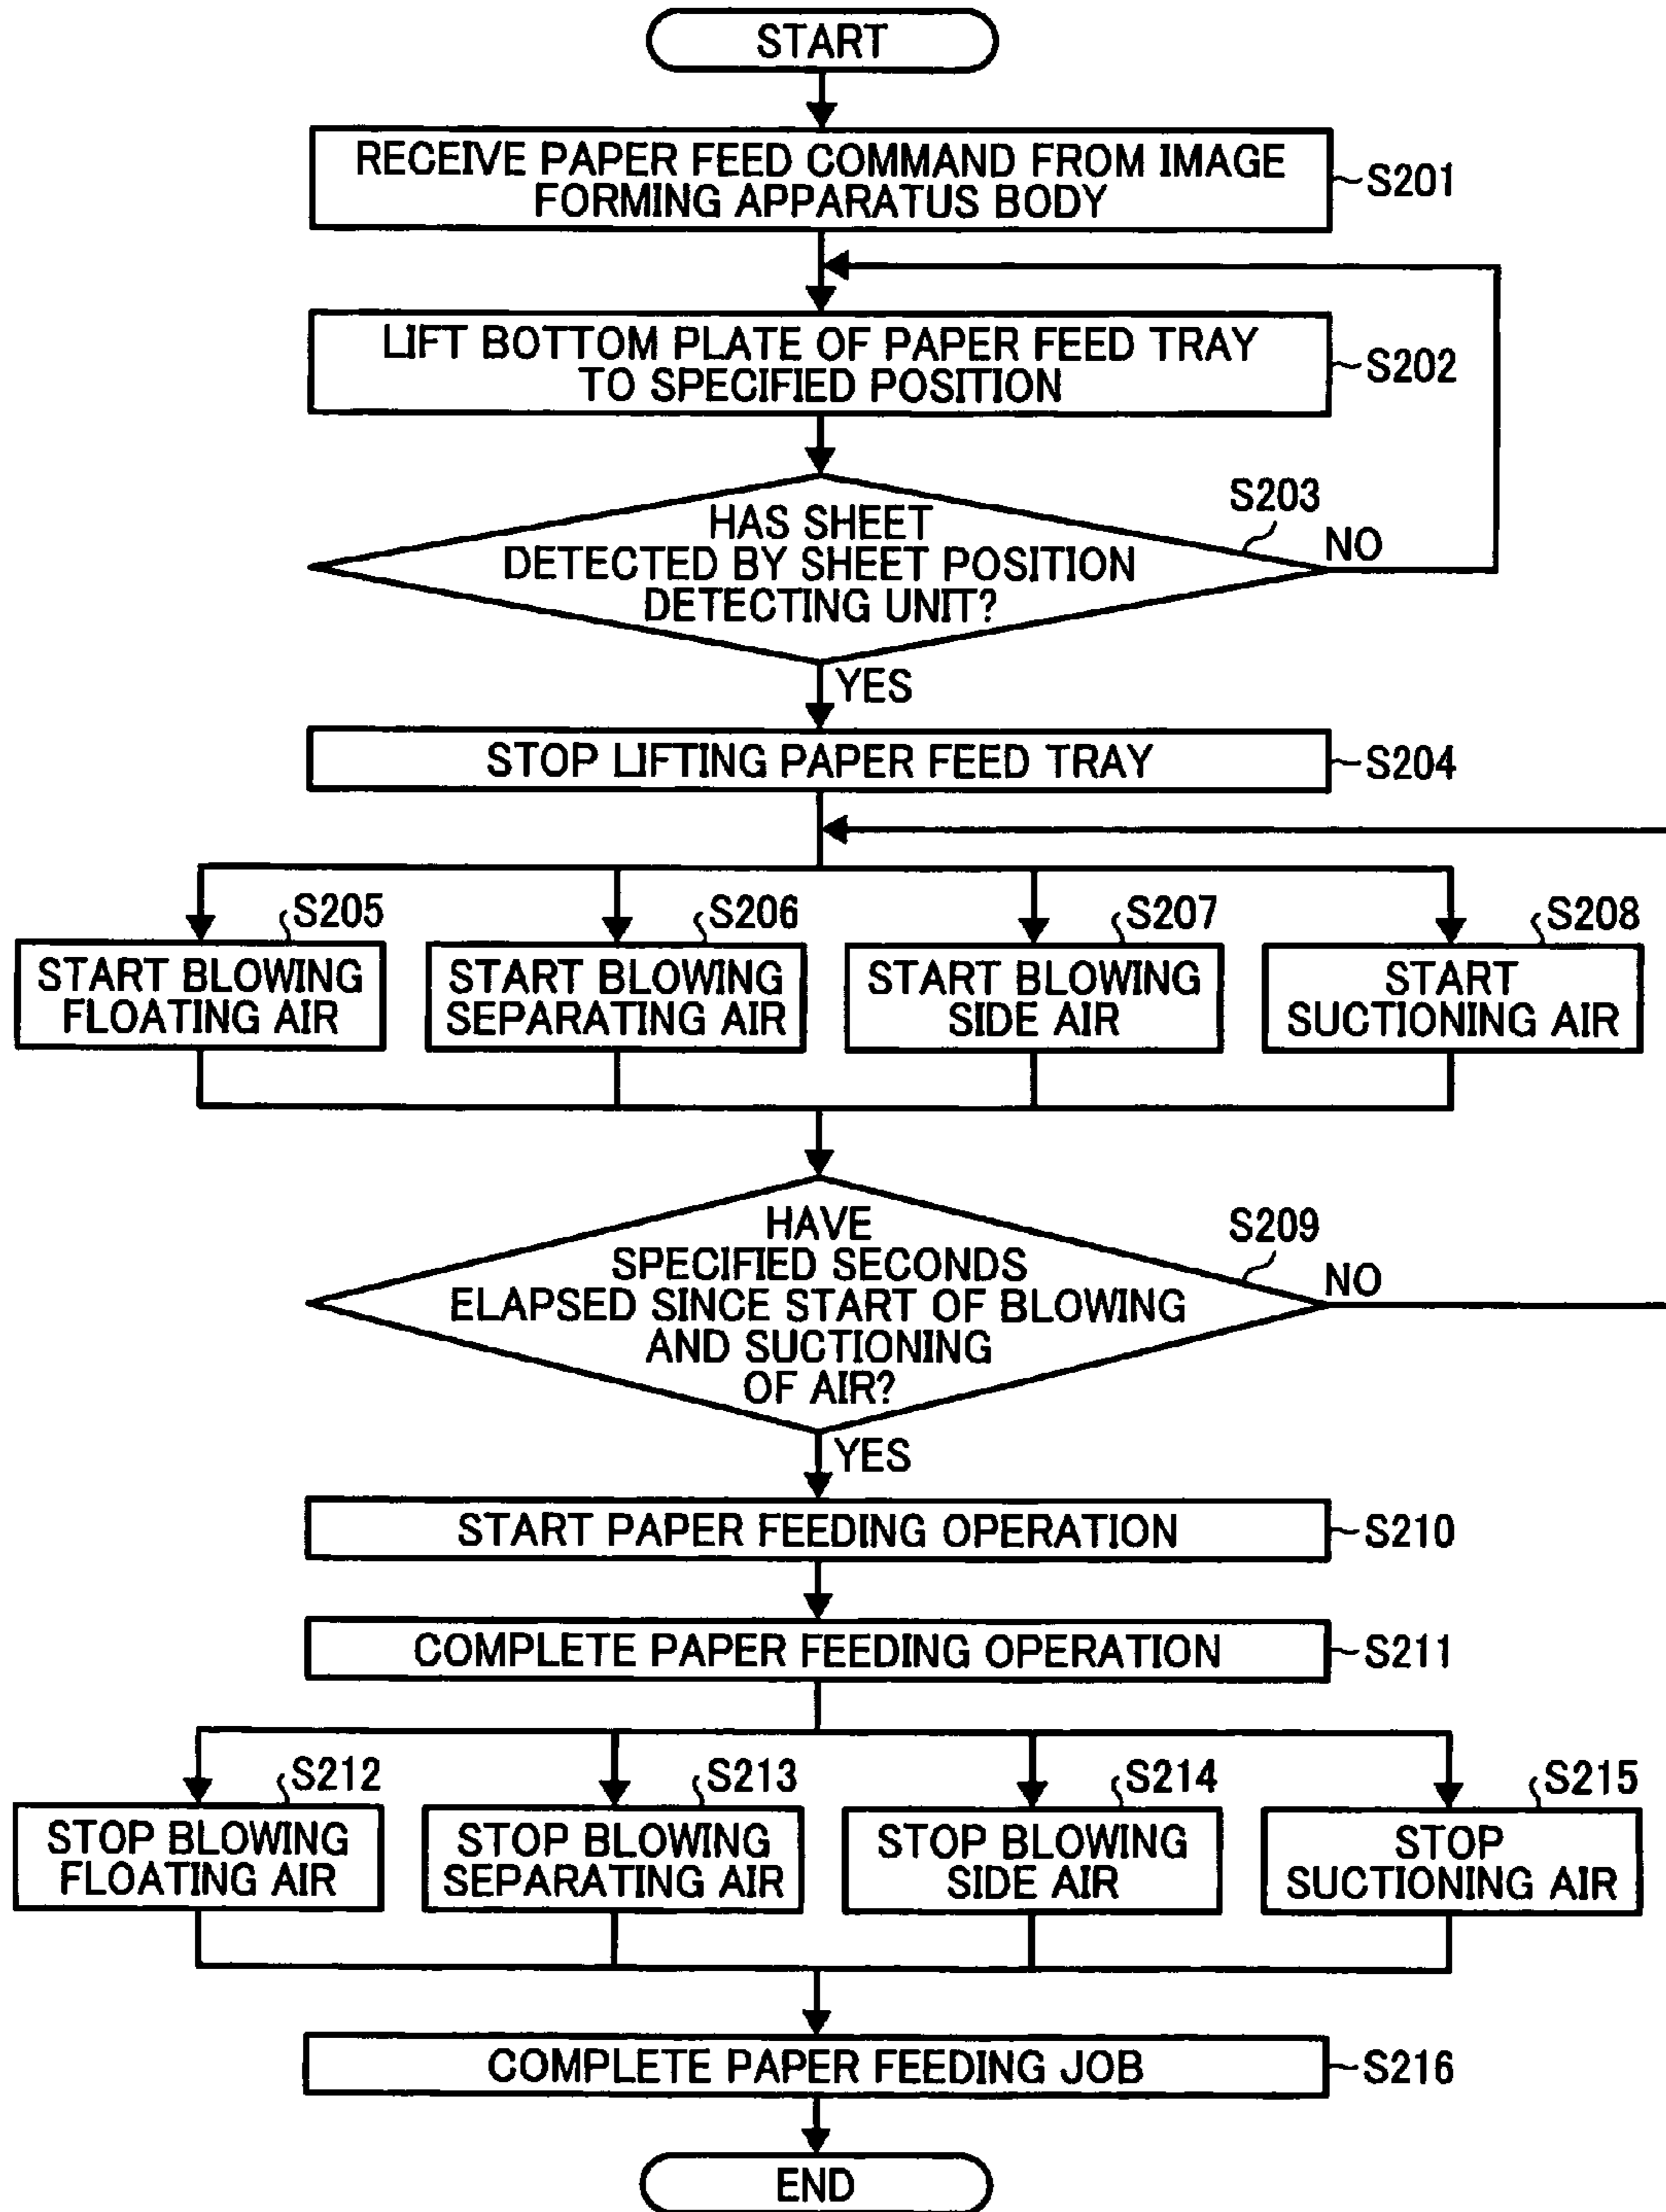 START
RECEIVE PAPER FEED COMMAND FROM IMAGE
FORMING APPARATUS BODY
S201
LIFT BOTTOM PLATE OF PAPER FEED TRAY
TO SPECIFIED POSITION
S202
HAS SHEET
DETECTED BY SHEET POSITION
DETECTING UNIT?
S203
NO
YES
STOP LIFTING PAPER FEED TRAY
S204
S205
START BLOWING
FLOATING AIR
S206
START BLOWING
SEPARATING AIR
S207
START BLOWING
SIDE AIR
S208
START
SUCTIONING AIR
HAVE
SPECIFIED SECONDS
ELAPSED SINCE START OF BLOWING
AND SUCTIONING
OF AIR?
S209
NO
YES
START PAPER FEEDING OPERATION
S210
COMPLETE PAPER FEEDING OPERATION
S211
S212
STOP BLOWING
FLOATING AIR
S213
STOP BLOWING
SEPARATING AIR
S214
STOP BLOWING
SIDE AIR
S215
STOP
SUCTIONING AIR
COMPLETE PAPER FEEDING JOB
S216
END